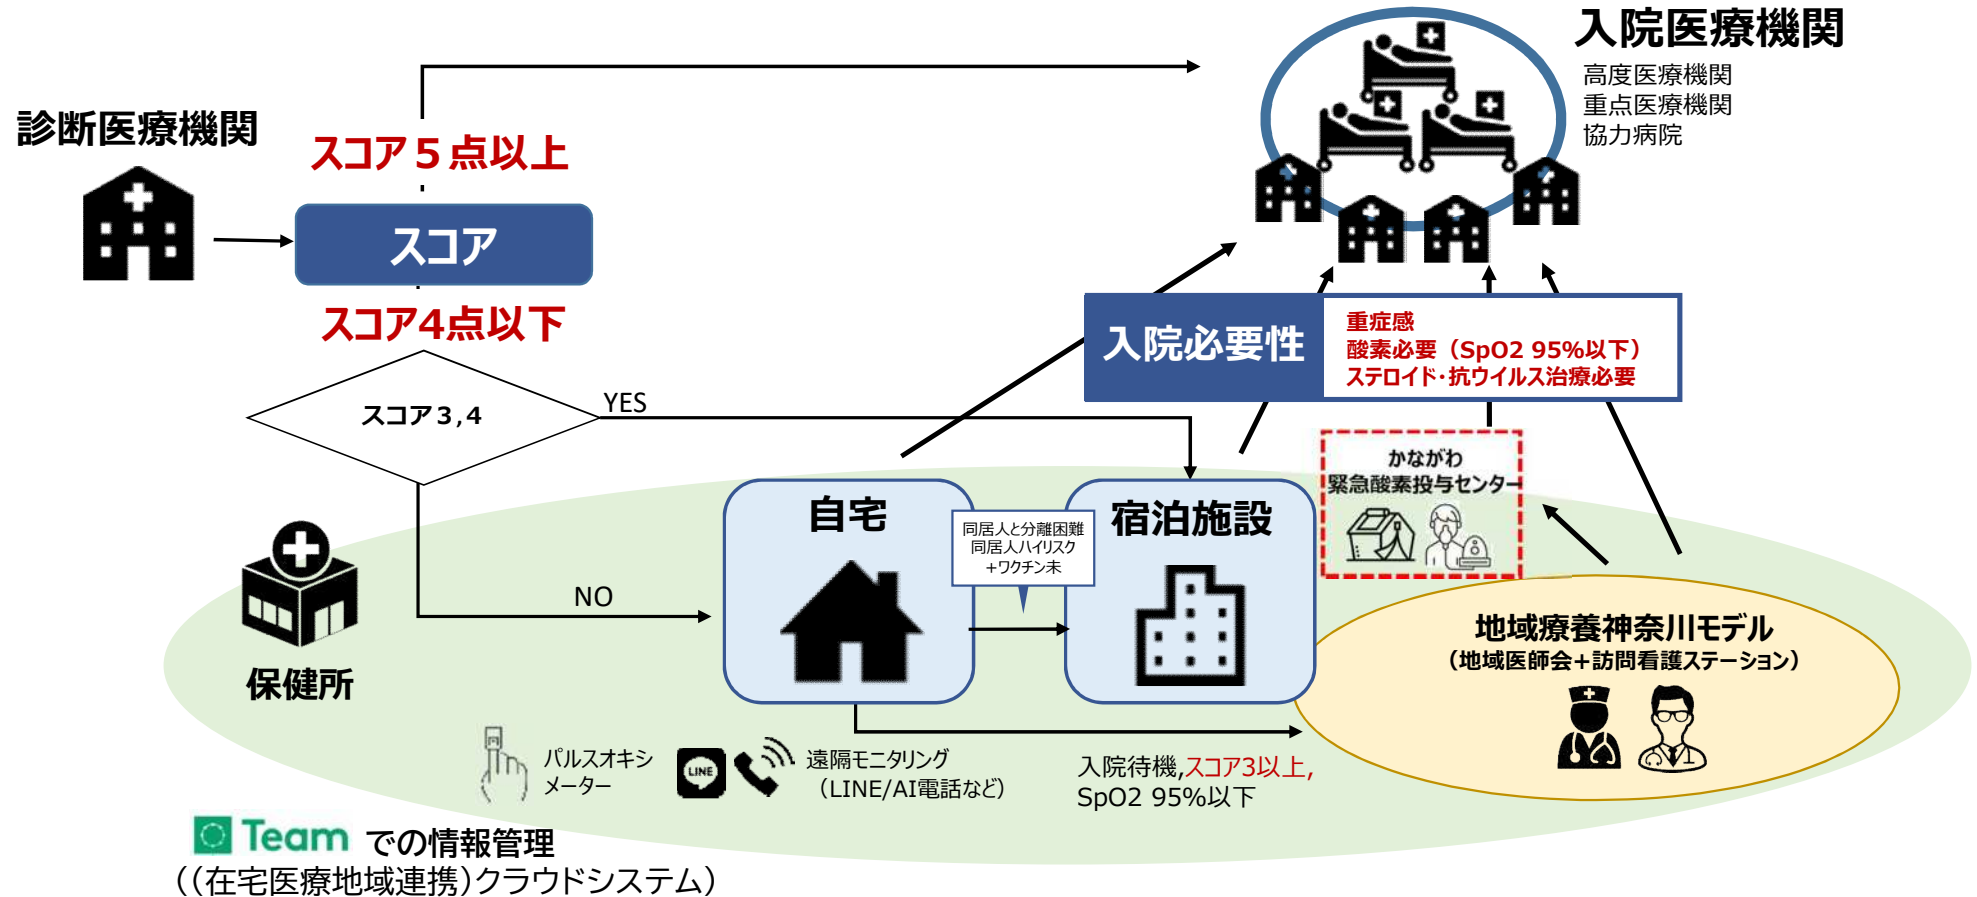 入院医療機関
高度医療機関
重点医療機関
協力病院
診断医療機関
スコア５点以上
スコア
スコア4点以下
入院必要性
重症感
酸素必要（SpO2 95%以下）
ステロイド・抗ウイルス治療必要
スコア３,４
YES
NO
かながわ
緊急酸素投与センター
自宅
同居人と分離困難
同居人ハイリスク
+ワクチン未
宿泊施設
地域療養神奈川モデル
（地域医師会+訪問看護ステーション）
保健所
パルスオキシ
メーター
LINE
遠隔モニタリング
（LINE/AI電話など）
入院待機,スコア3以上,
SpO2 95%以下
Team での情報管理
（（在宅医療地域連携）クラウドシステム）